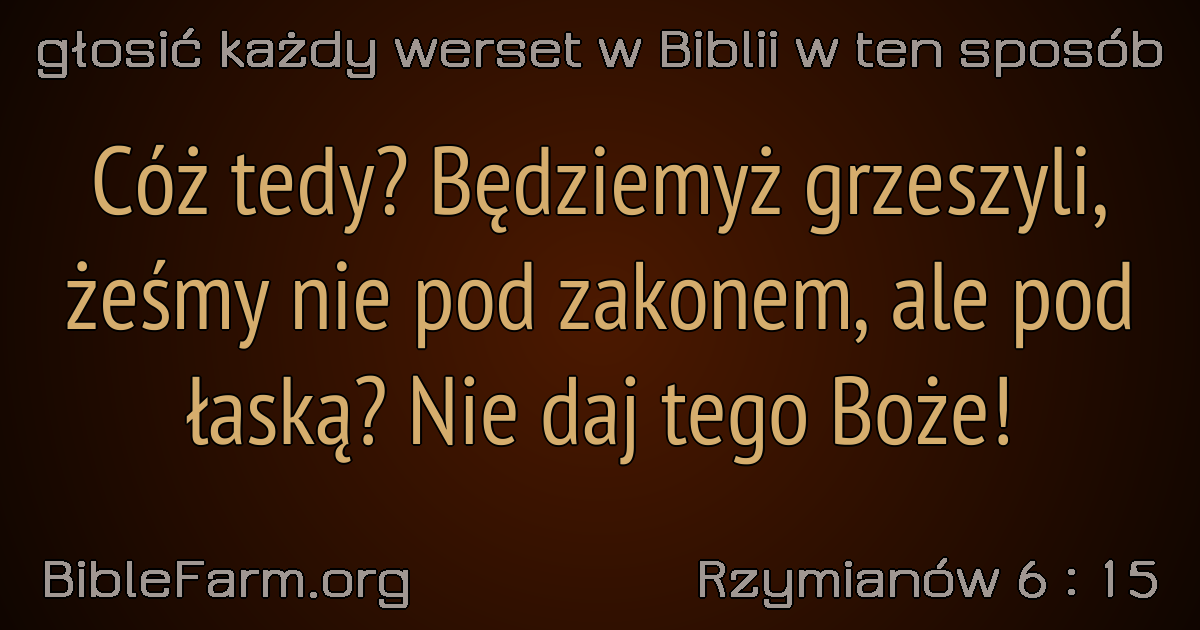 głosić każdy werset w Biblii w ten sposób
Cóż tedy? Będziemyż grzeszyli,
żeśmy nie pod zakonem, ale pod
łaską? Nie daj tego Boże!
BibleFarm.org
Rzymianów 6 : 15